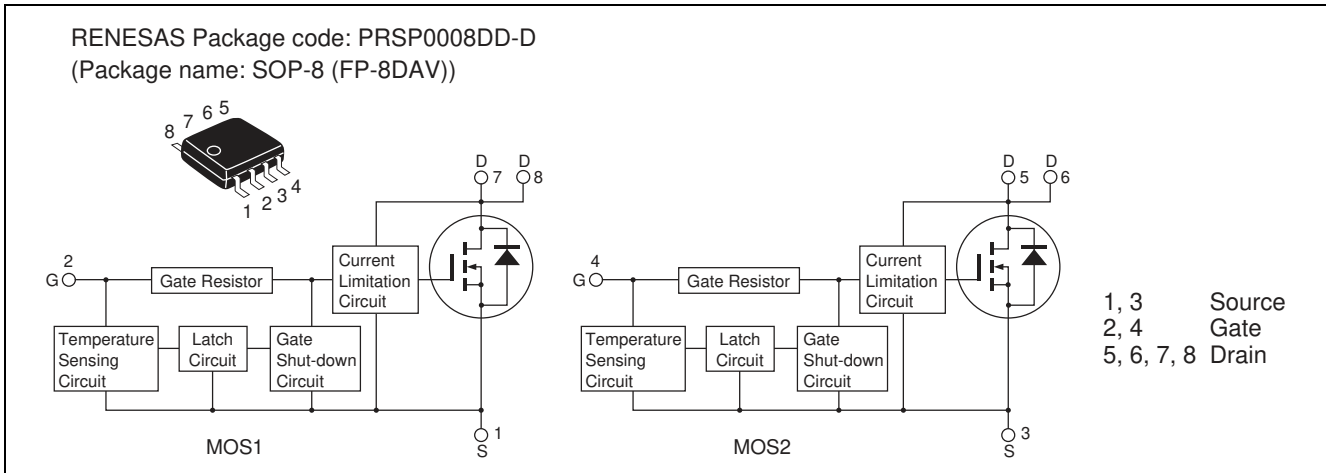 RENESAS Package code: PRSP0008DD-D
(Package name: SOP-8 (FP-8DAV))
8 7 6 5
1 2 3 4
D D
7 8
2
G
Gate Resistor
Current
Limitation
Circuit
Temperature
Sensing
Circuit
Latch
Circuit
Gate
Shut-down
Circuit
1
S
MOS1
D D
5 6
4
G
Gate Resistor
Current
Limitation
Circuit
Temperature
Sensing
Circuit
Latch
Circuit
Gate
Shut-down
Circuit
3
S
MOS2
1, 3 Source
2, 4 Gate
5, 6, 7, 8 Drain